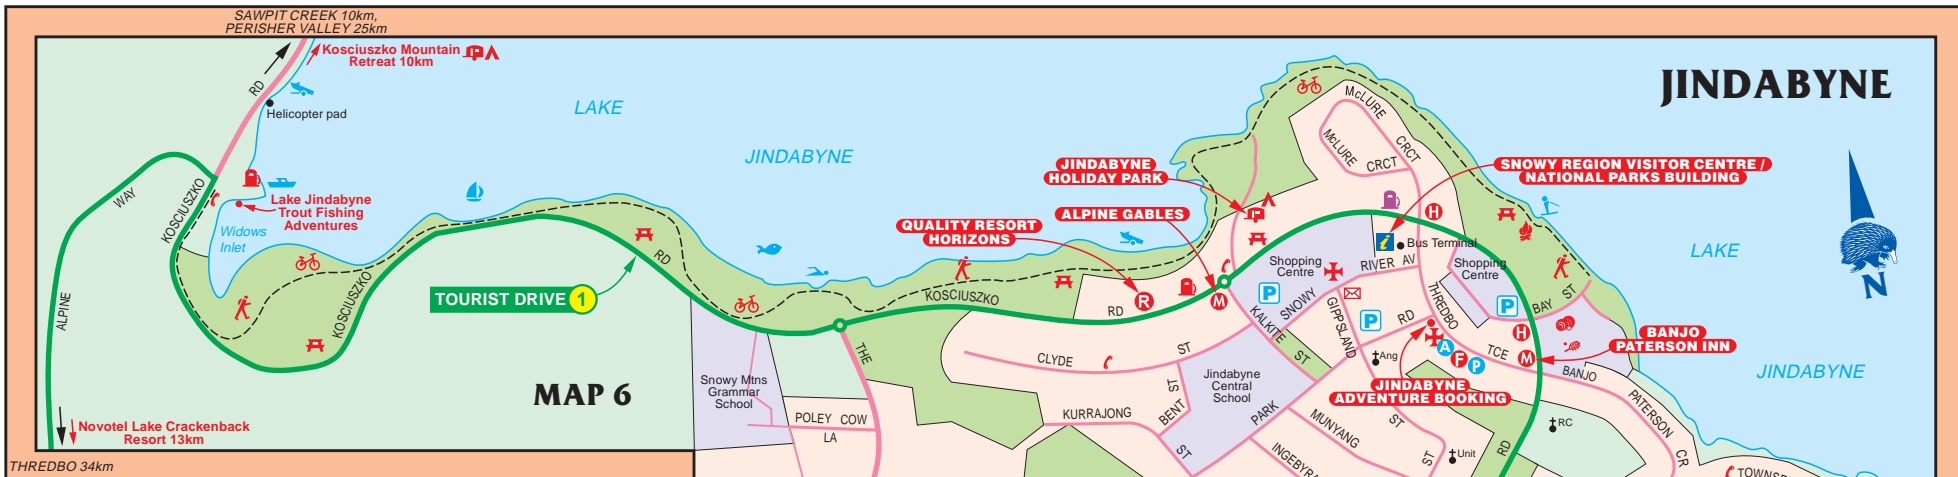 SAWPIT CREEK 10km,
PERISHER VALLEY 25km
Kosciuszko Mountain
Retreat 10km
RD
Helicopter pad
LAKE
JINDABYNE
JINDABYNE
WAY
KOSCIUSZKO
Lake Jindabyne
Trout Fishing
Adventures
Widows
Inlet
ALPINE
KOSCIUSZKO
RD
TOURIST DRIVE 1
MAP 6
Novotel Lake Crackenback
Resort 13km
THREDBO 34km
JINDABYNE
HOLIDAY PARK
ALPINE GABLES
QUALITY RESORT
HORIZONS
KOSCIUSZKO
RD
R
M
McLURE
CRCT
McLURE
CRCT
SNOWY REGION VISITOR CENTRE /
NATIONAL PARKS BUILDING
H
i
Bus Terminal
Shopping
Centre
Shopping
Centre
SNOWY
RIVER AV
P
P
P
KALKITE
ST
GIPPSLAND
ST
RD
THREDBO
TCE
BAY
ST
LAKE
JINDABYNE
H
M
A
F
P
BANJO
PATERSON INN
BANJO
PATERSON
CR
Ang
JINDABYNE
ADVENTURE BOOKING
THE
CLYDE
ST
Snowy Mtns
Grammar
School
POLEY COW
LA
KURRAJONG
BENT
ST
ST
Jindabyne
Central
School
PARK
MUNYANG
ST
INGEBYRA
Unit
RC
RD
TOWNS
N